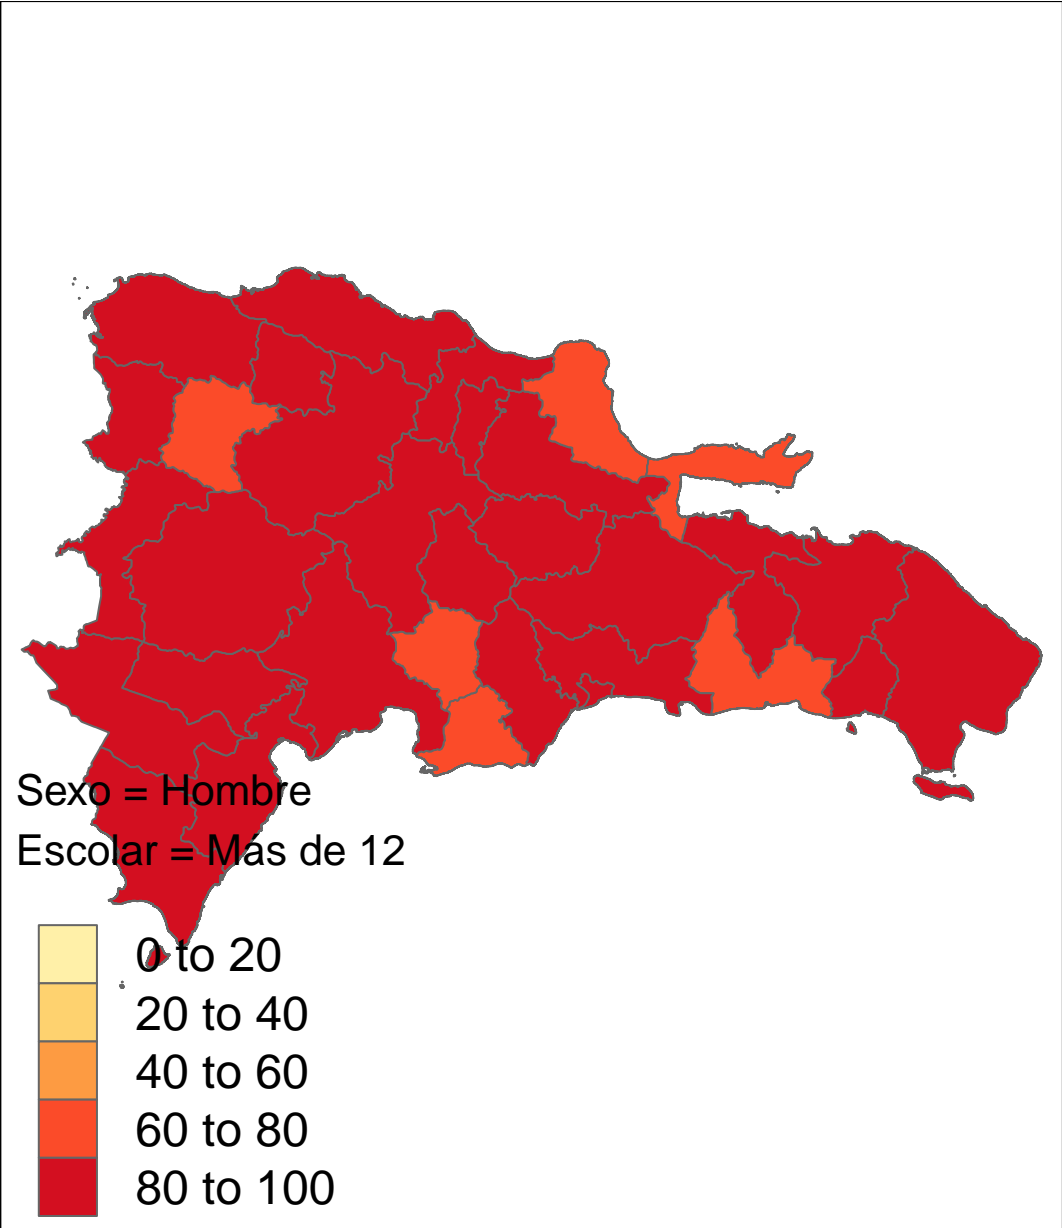 Sexo = Hombre
Escolar = Más de 12
0 to 20
20 to 40
40 to 60
60 to 80
80 to 100